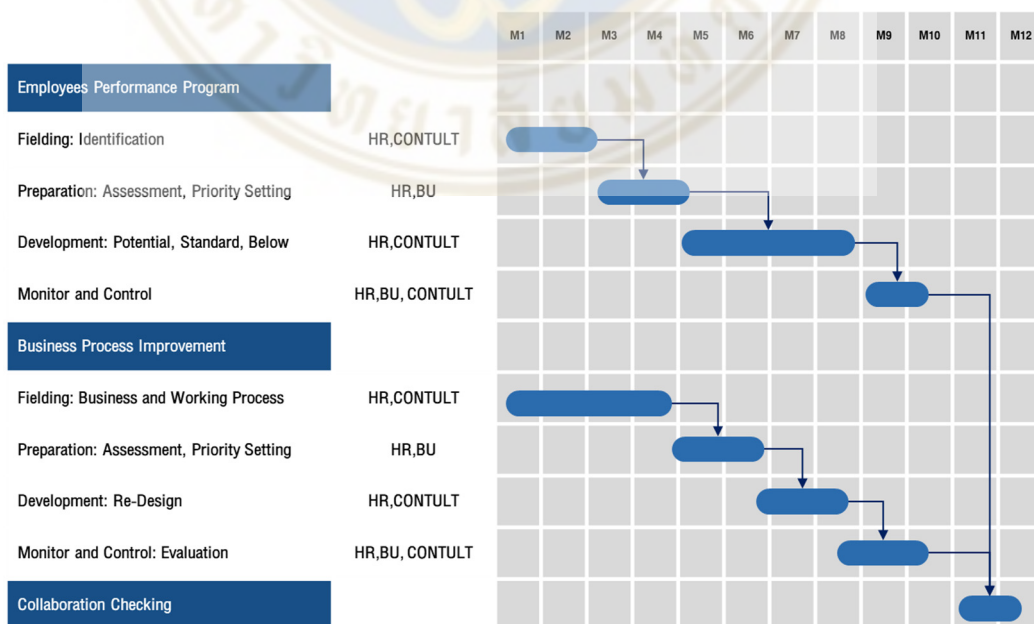 M1 M2 M3 M4 M5 M6 M7 M8 M9 M10 M11 M12
Employees Performance Program
Fielding: Identification HR,CONTULT
Preparation: Assessment, Priority Setting HR,BU
Development: Potential, Standard, Below HR,CONTULT
Monitor and Control HR,BU, CONTULT
Business Process Improvement
Fielding: Business and Working Process HR,CONTULT
Preparation: Assessment, Priority Setting HR,BU
Development: Re-Design HR,CONTULT
Monitor and Control: Evaluation HR,BU, CONTULT
Collaboration Checking